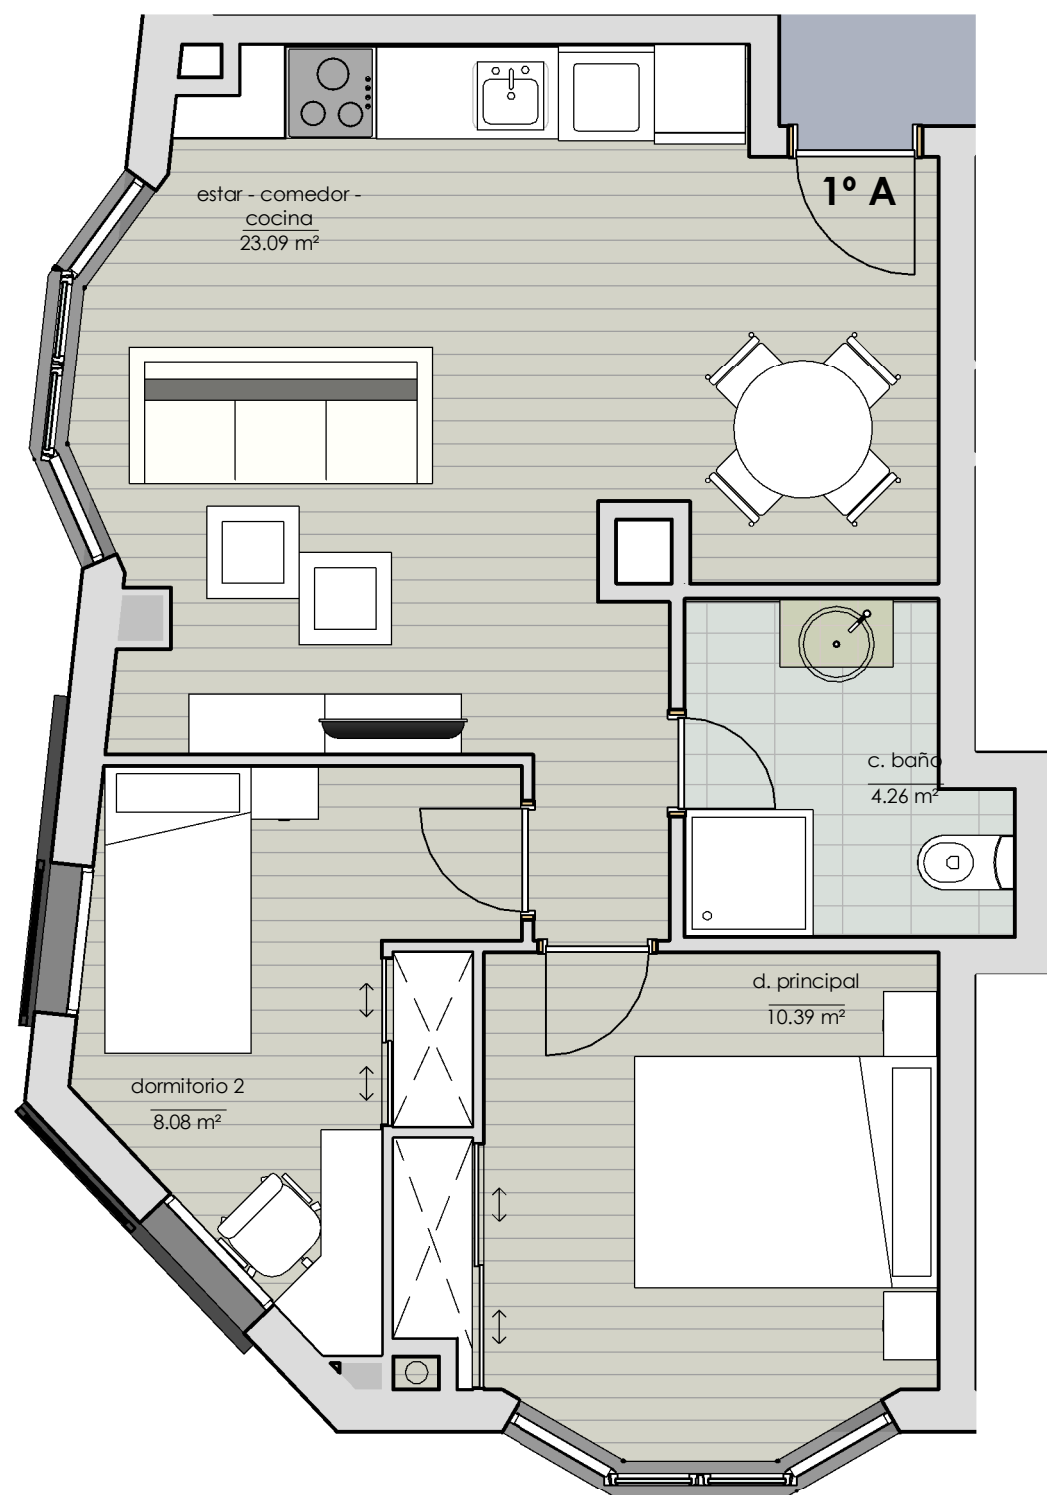 1º A
estar - comedor -
cocina
23.09 m²
c. baño
4.26 m²
d. principal
10.39 m²
dormitorio 2
8.08 m²